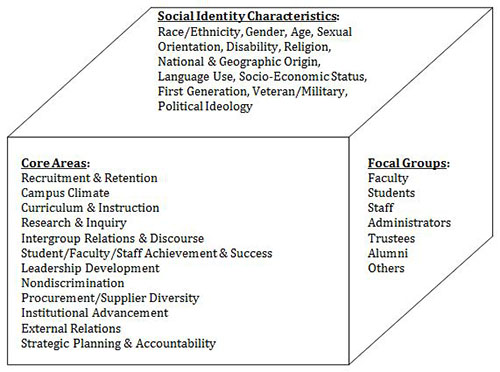 Social Identity Characteristics:
Race/Ethnicity, Gender, Age, Sexual
Orientation, Disability, Religion,
National & Geographic Origin,
Language Use, Socio-Economic Status,
First Generation, Veteran/Military,
Political Ideology
Core Areas:
Recruitment & Retention
Campus Climate
Curriculum & Instruction
Research & Inquiry
Intergroup Relations & Discourse
Student/Faculty/Staff Achievement & Success
Leadership Development
Nondiscrimination
Procurement/Supplier Diversity
Institutional Advancement
External Relations
Strategic Planning & Accountability
Focal Groups:
Faculty
Students
Staff
Administrators
Trustees
Alumni
Others